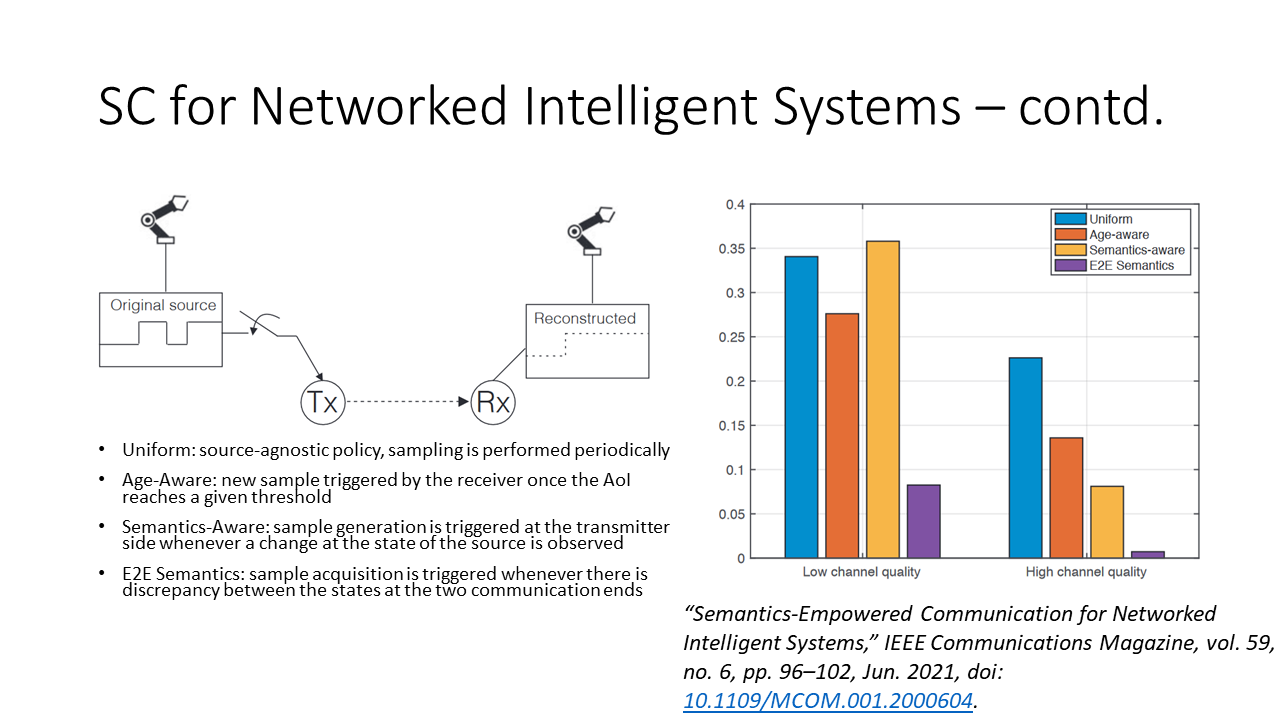 SC for Networked Intelligent Systems – contd.
Original source
Reconstructed
Tx
Rx
• Uniform: source-agnostic policy, sampling is performed periodically
• Age-Aware: new sample triggered by the receiver once the AoI
reaches a given threshold
• Semantics-Aware: sample generation is triggered at the transmitter
side whenever a change at the state of the source is observed
• E2E Semantics: sample acquisition is triggered whenever there is
discrepancy between the states at the two communication ends
0.4
0.35
0.3
0.25
0.2
0.15
0.1
0.05
0
Uniform
Age-aware
Semantics-aware
E2E Semantics
Low channel quality
High channel quality
“Semantics-Empowered Communication for Networked
Intelligent Systems,” IEEE Communications Magazine, vol. 59,
no. 6, pp. 96–102, Jun. 2021, doi:
10.1109/MCOM.001.2000604.